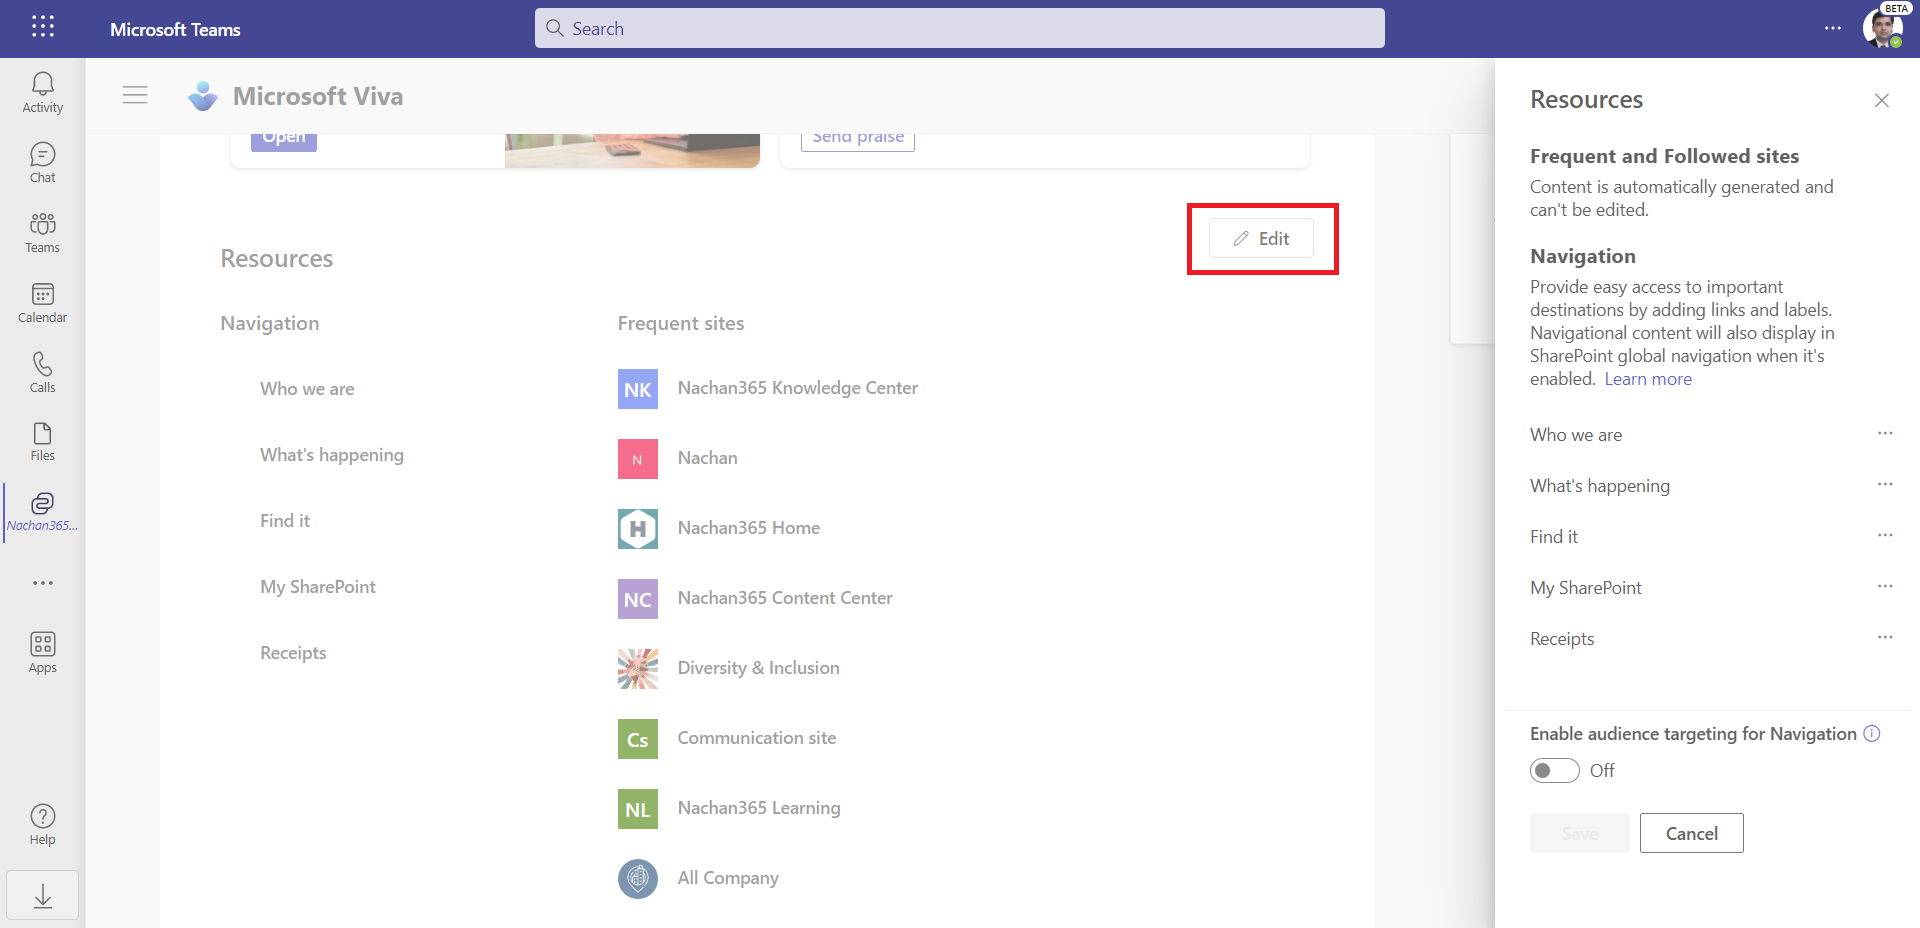 Microsoft Teams
Search
BETA
Activity
Chat
Teams
Calendar
Calls
Files
Nachan365...
Apps
Help
Microsoft Viva
Open
Send praise
Edit
Resources
Navigation
Who we are
What's happening
Find it
My SharePoint
Receipts
Frequent sites
NK Nachan365 Knowledge Center
N Nachan
H Nachan365 Home
NC Nachan365 Content Center
Diversity & Inclusion
Cs Communication site
NL Nachan365 Learning
All Company
Resources
Frequent and Followed sites
Content is automatically generated and
can't be edited.
Navigation
Provide easy access to important
destinations by adding links and labels.
Navigational content will also display in
SharePoint global navigation when it's
enabled. Learn more
Who we are
What's happening
Find it
My SharePoint
Receipts
Enable audience targeting for Navigation
Off
Save
Cancel